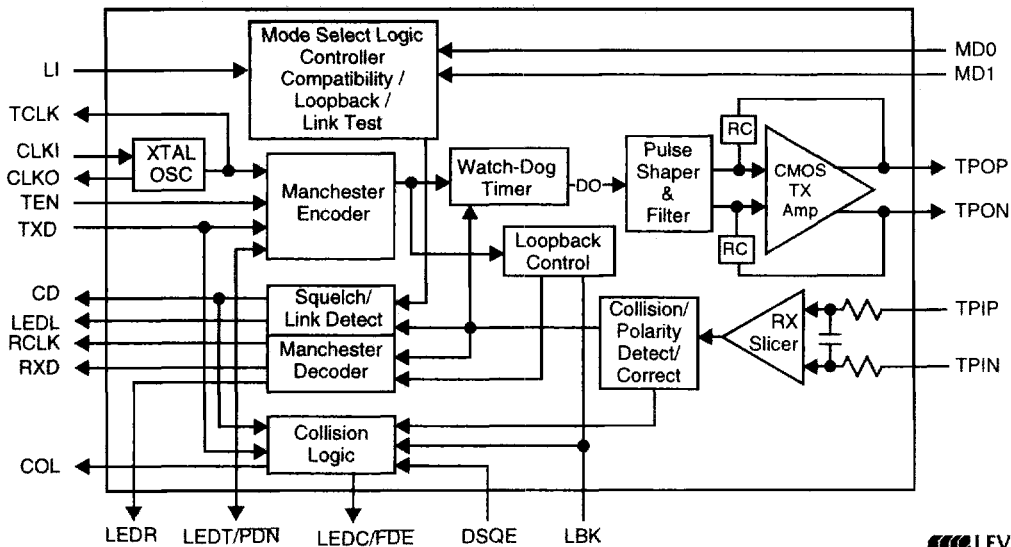 Mode Select Logic
Controller
Compatibility /
Loopback /
Link Test
LI
MD0
MD1
TCLK
CLKI
CLKO
XTAL
OSC
TEN
TXD
Manchester
Encoder
Watch-Dog
Timer
DO
Pulse
Shaper
&
Filter
RC
RC
CMOS
TX
Amp
TPOP
TPON
Loopback
Control
CD
LEDL
RCLK
RXD
Squelch/
Link Detect
Manchester
Decoder
Collision/
Polarity
Detect/
Correct
RX
Slicer
TPIP
TPIN
Collision
Logic
COL
LEDR
LEDT/PDN
LEDC/FDE
DSQE
LBK